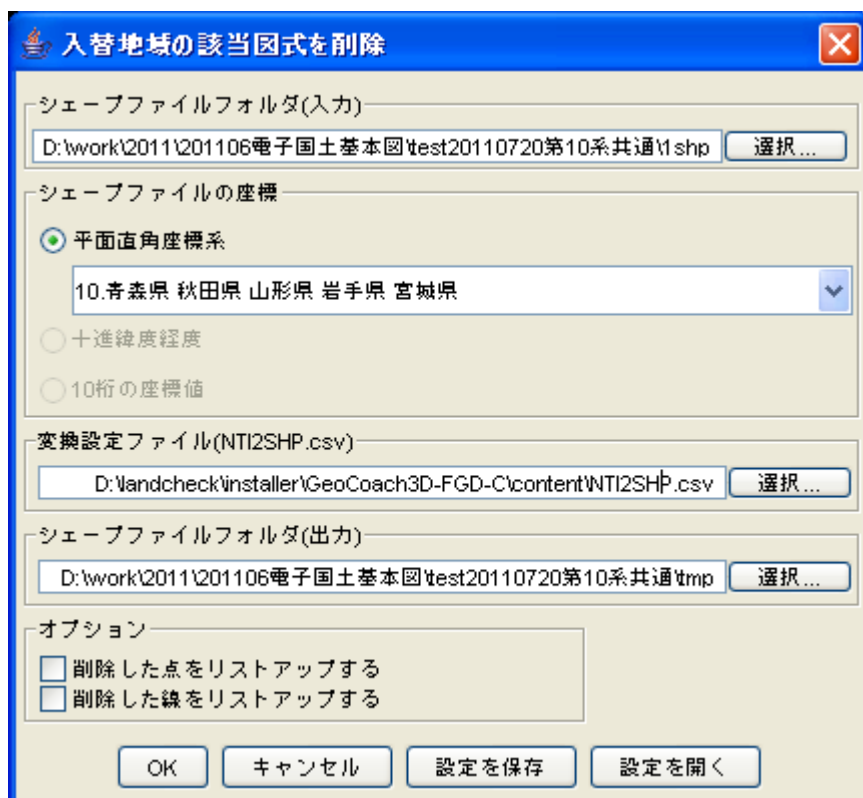 入替地域の該当図式を削除
シェープファイルフォルダ(入力)
D:\work\2011\201106電子国土基本図\test20110720第10系共通\1shp 選択...
シェープファイルの座標
平面直角座標系
10.青森県 秋田県 山形県 岩手県 宮城県
十進緯度経度
10桁の座標値
変換設定ファイル(NTI2SHP.csv)
D:\landcheck\installer\GeoCoach3D-FGD-C\content\NTI2SHP.csv 選択...
シェープファイルフォルダ(出力)
D:\work\2011\201106電子国土基本図\test20110720第10系共通\tmp 選択...
オプション
削除した点をリストアップする
削除した線をリストアップする
OK キャンセル 設定を保存 設定を開く